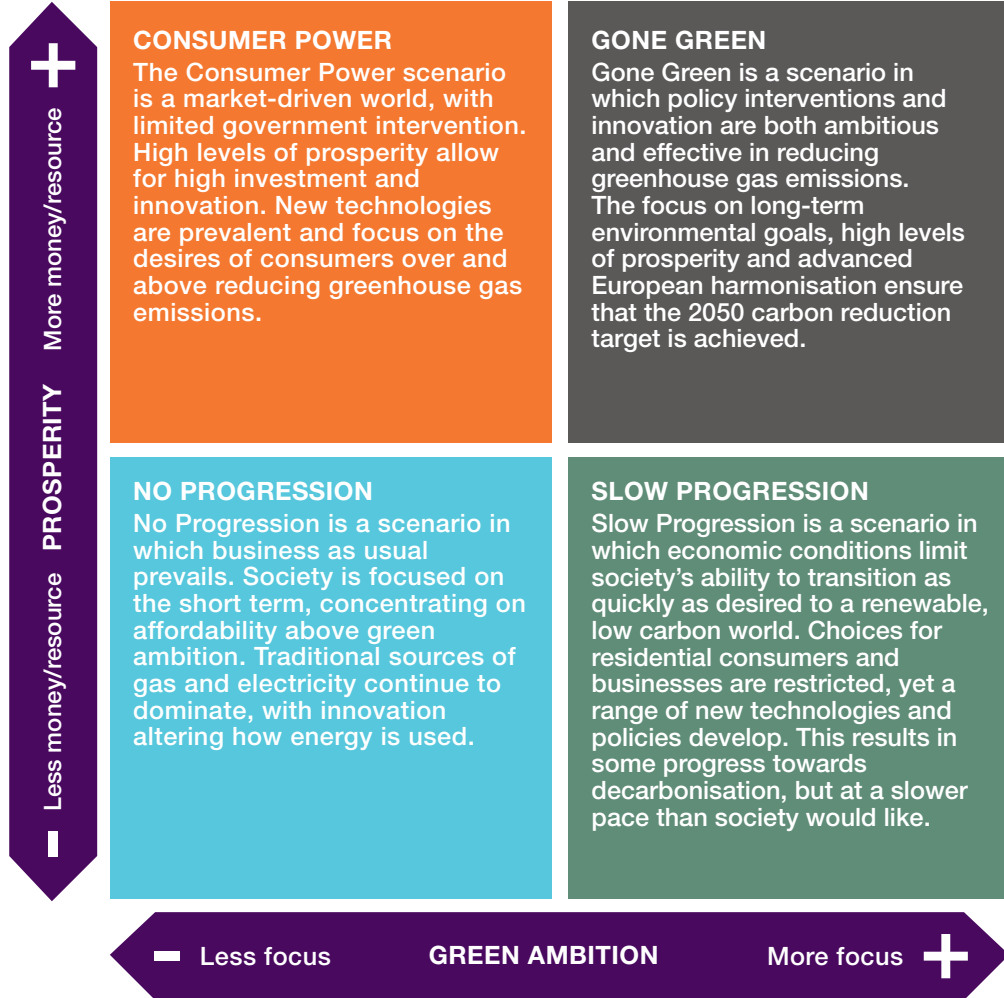 CONSUMER POWER
The Consumer Power scenario
is a market-driven world, with
limited government intervention.
High levels of prosperity allow
for high investment and
innovation. New technologies
are prevalent and focus on the
desires of consumers over and
above reducing greenhouse gas
emissions.
GONE GREEN
Gone Green is a scenario in
which policy interventions and
innovation are both ambitious
and effective in reducing
greenhouse gas emissions.
The focus on long-term
environmental goals, high levels
of prosperity and advanced
European harmonisation ensure
that the 2050 carbon reduction
target is achieved.
NO PROGRESSION
No Progression is a scenario in
which business as usual
prevails. Society is focused on
the short term, concentrating on
affordability above green
ambition. Traditional sources of
gas and electricity continue to
dominate, with innovation
altering how energy is used.
SLOW PROGRESSION
Slow Progression is a scenario in
which economic conditions limit
society’s ability to transition as
quickly as desired to a renewable,
low carbon world. Choices for
residential consumers and
businesses are restricted, yet a
range of new technologies and
policies develop. This results in
some progress towards
decarbonisation, but at a slower
pace than society would like.
- Less money/resource PROSPERITY More money/resource +
- Less focus GREEN AMBITION More focus +